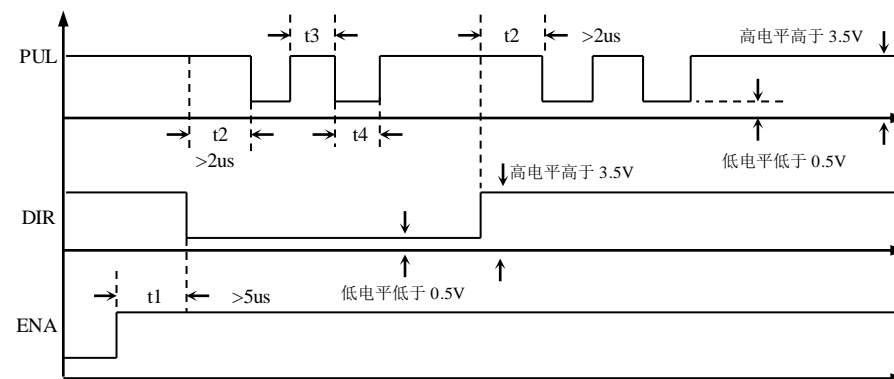 t3
t2
>2us
高电平高于 3.5V
PUL
t2
t4
>2us
低电平低于 0.5V
高电平高于 3.5V
DIR
t1
>5us
低电平低于 0.5V
ENA